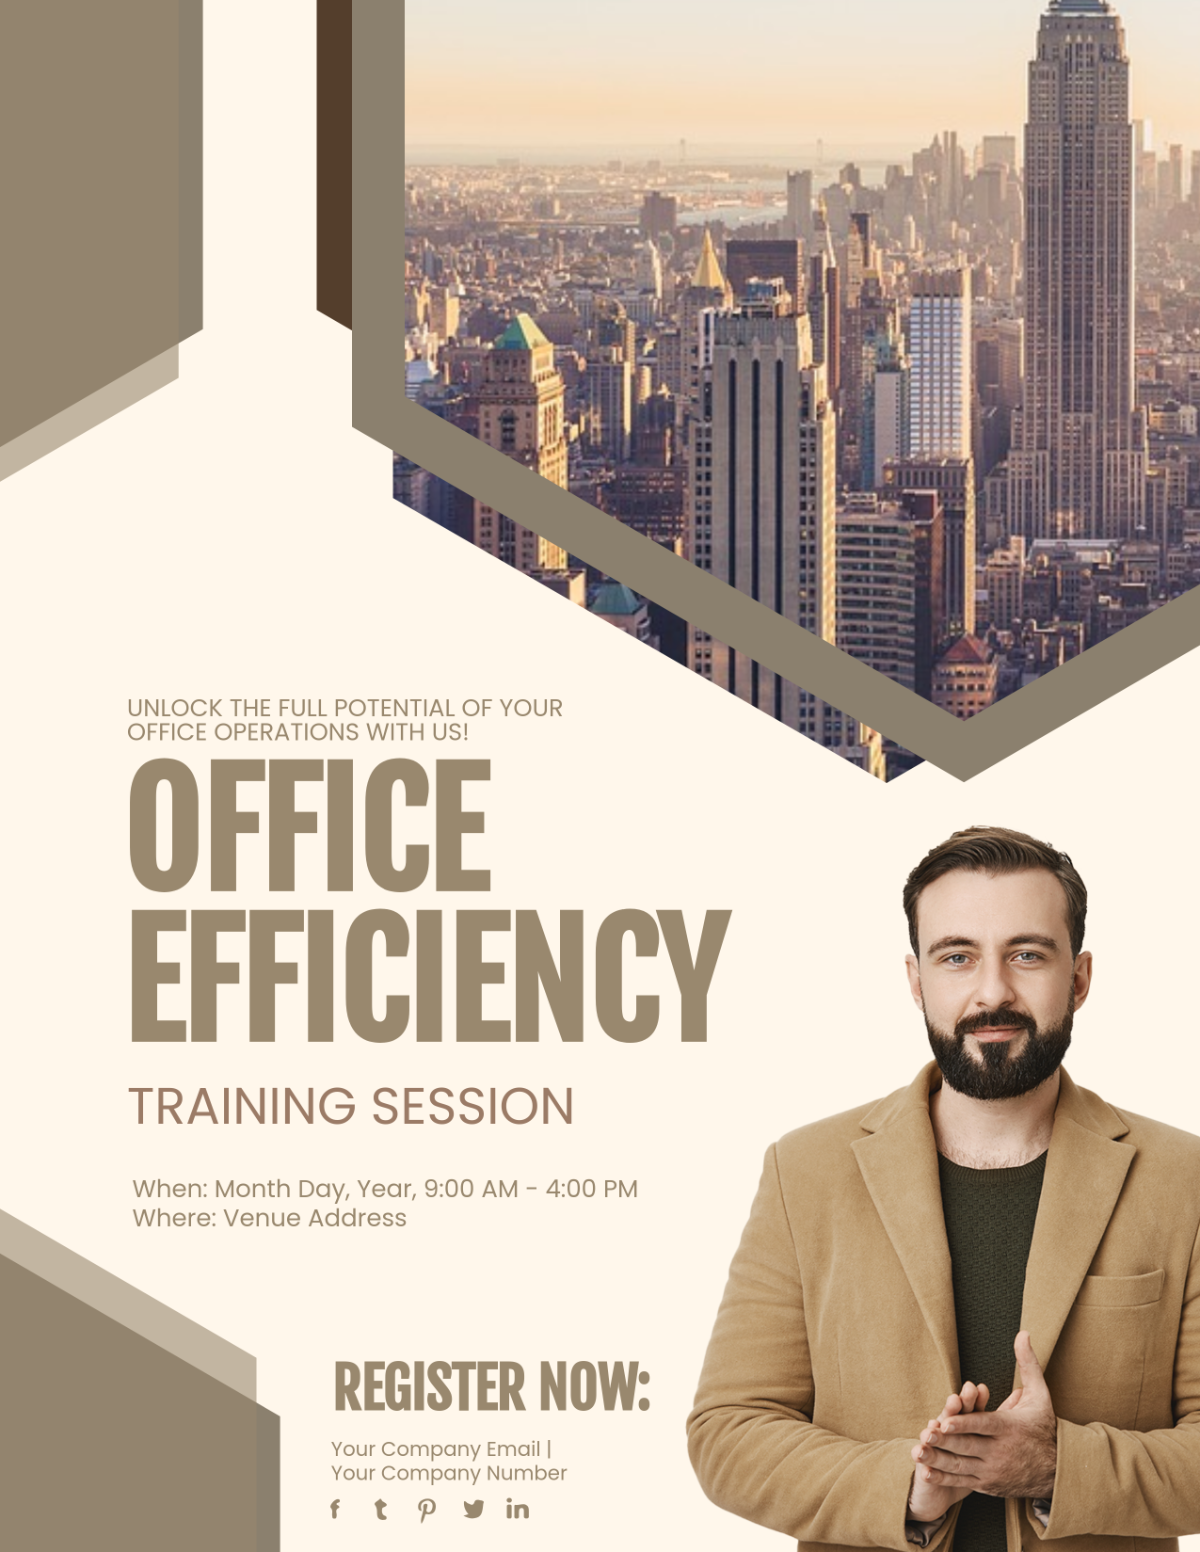 UNLOCK THE FULL POTENTIAL OF YOUR
OFFICE OPERATIONS WITH US!
OFFICE
EFFICIENCY
TRAINING SESSION
When: Month Day, Year, 9:00 AM - 4:00 PM
Where: Venue Address
REGISTER NOW:
Your Company Email |
Your Company Number